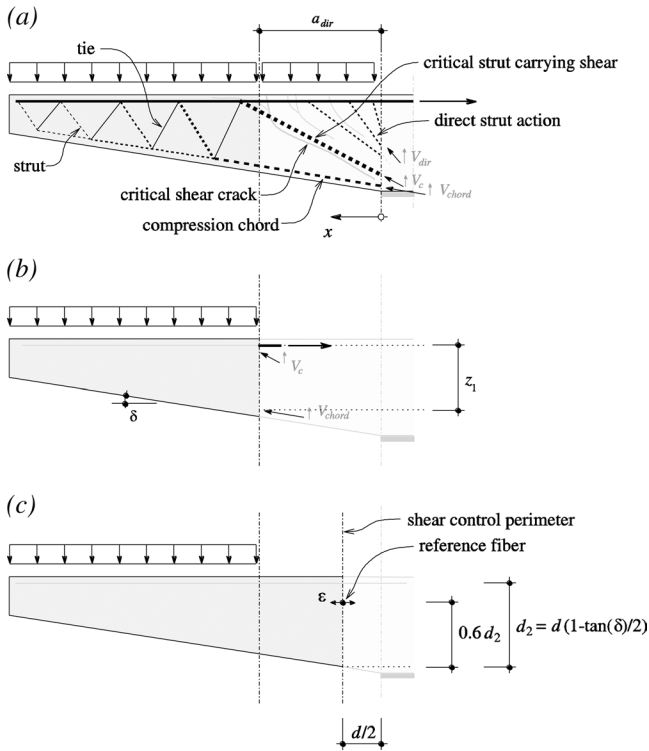 (a)
a_dir
tie
critical strut carrying shear
direct strut action
strut
V_dir
V_c
V_chord
critical shear crack
compression chord
x
(b)
V_c
z_1
V_chord
δ
(c)
shear control perimeter
reference fiber
ε
0.6 d_2
d_2 = d (1-tan(δ)/2)
d/2